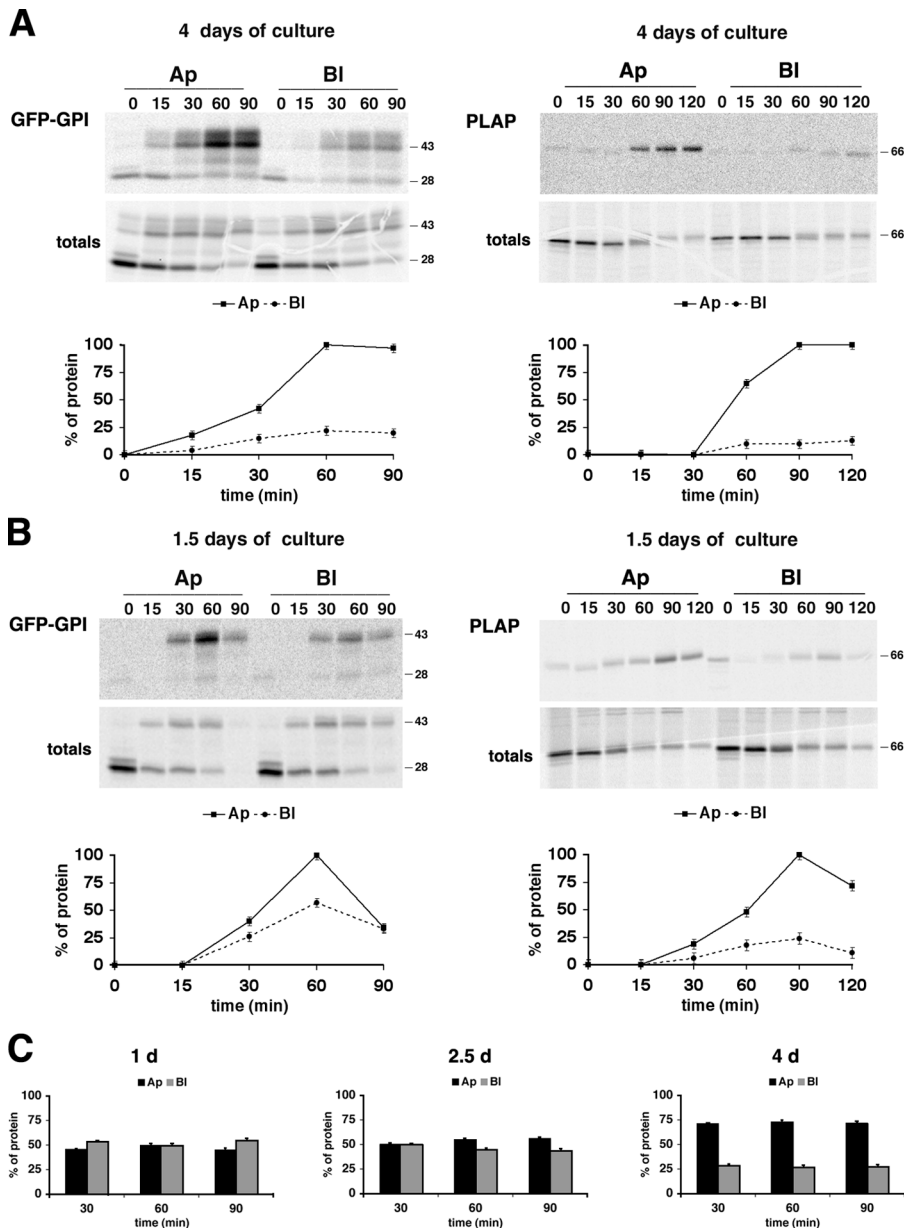 A
4 days of culture
Ap Bl
0 15 30 60 90 0 15 30 60 90
GFP-GPI
43
28
totals
43
28
Ap Bl
100
75
50
25
0
% of protein
0 15 30 60 90
time (min)
4 days of culture
Ap Bl
0 15 30 60 90 120 0 15 30 60 90 120
PLAP
66
totals
66
Ap Bl
100
75
50
25
0
% of protein
0 15 30 60 90 120
time (min)
B
1.5 days of culture
Ap Bl
0 15 30 60 90 0 15 30 60 90
GFP-GPI
43
28
totals
43
28
Ap Bl
100
75
50
25
0
% of protein
0 15 30 60 90
time (min)
1.5 days of culture
Ap Bl
0 15 30 60 90 120 0 15 30 60 90 120
PLAP
66
totals
66
Ap Bl
100
75
50
25
0
% of protein
0 15 30 60 90 120
time (min)
C
1 d
Ap Bl
100
75
50
25
0
% of protein
30 60 90
time (min)
2.5 d
Ap Bl
100
75
50
25
0
% of protein
30 60 90
time (min)
4 d
Ap Bl
100
75
50
25
0
% of protein
30 60 90
time (min)